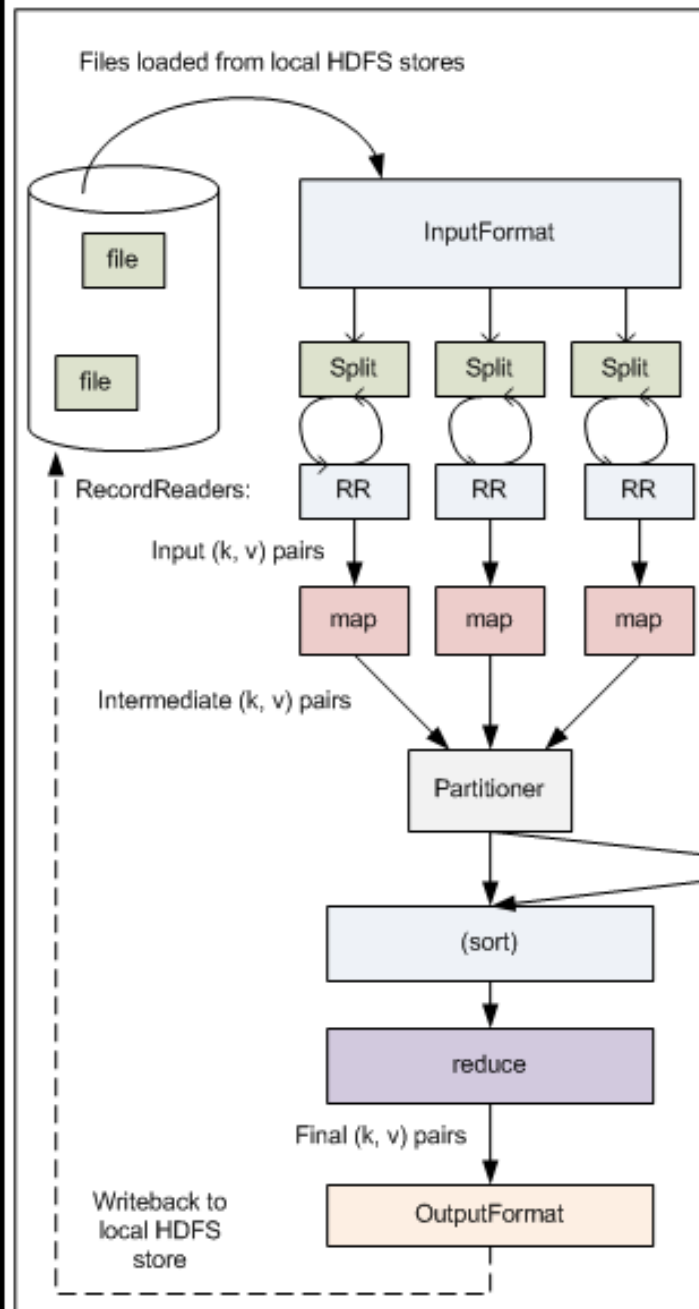 Files loaded from local HDFS stores
InputFormat
file
file
Split Split Split
RecordReaders: RR RR RR
Input (k, v) pairs
map map map
Intermediate (k, v) pairs
Partitioner
(sort)
reduce
Final (k, v) pairs
OutputFormat
Writeback to
local HDFS
store